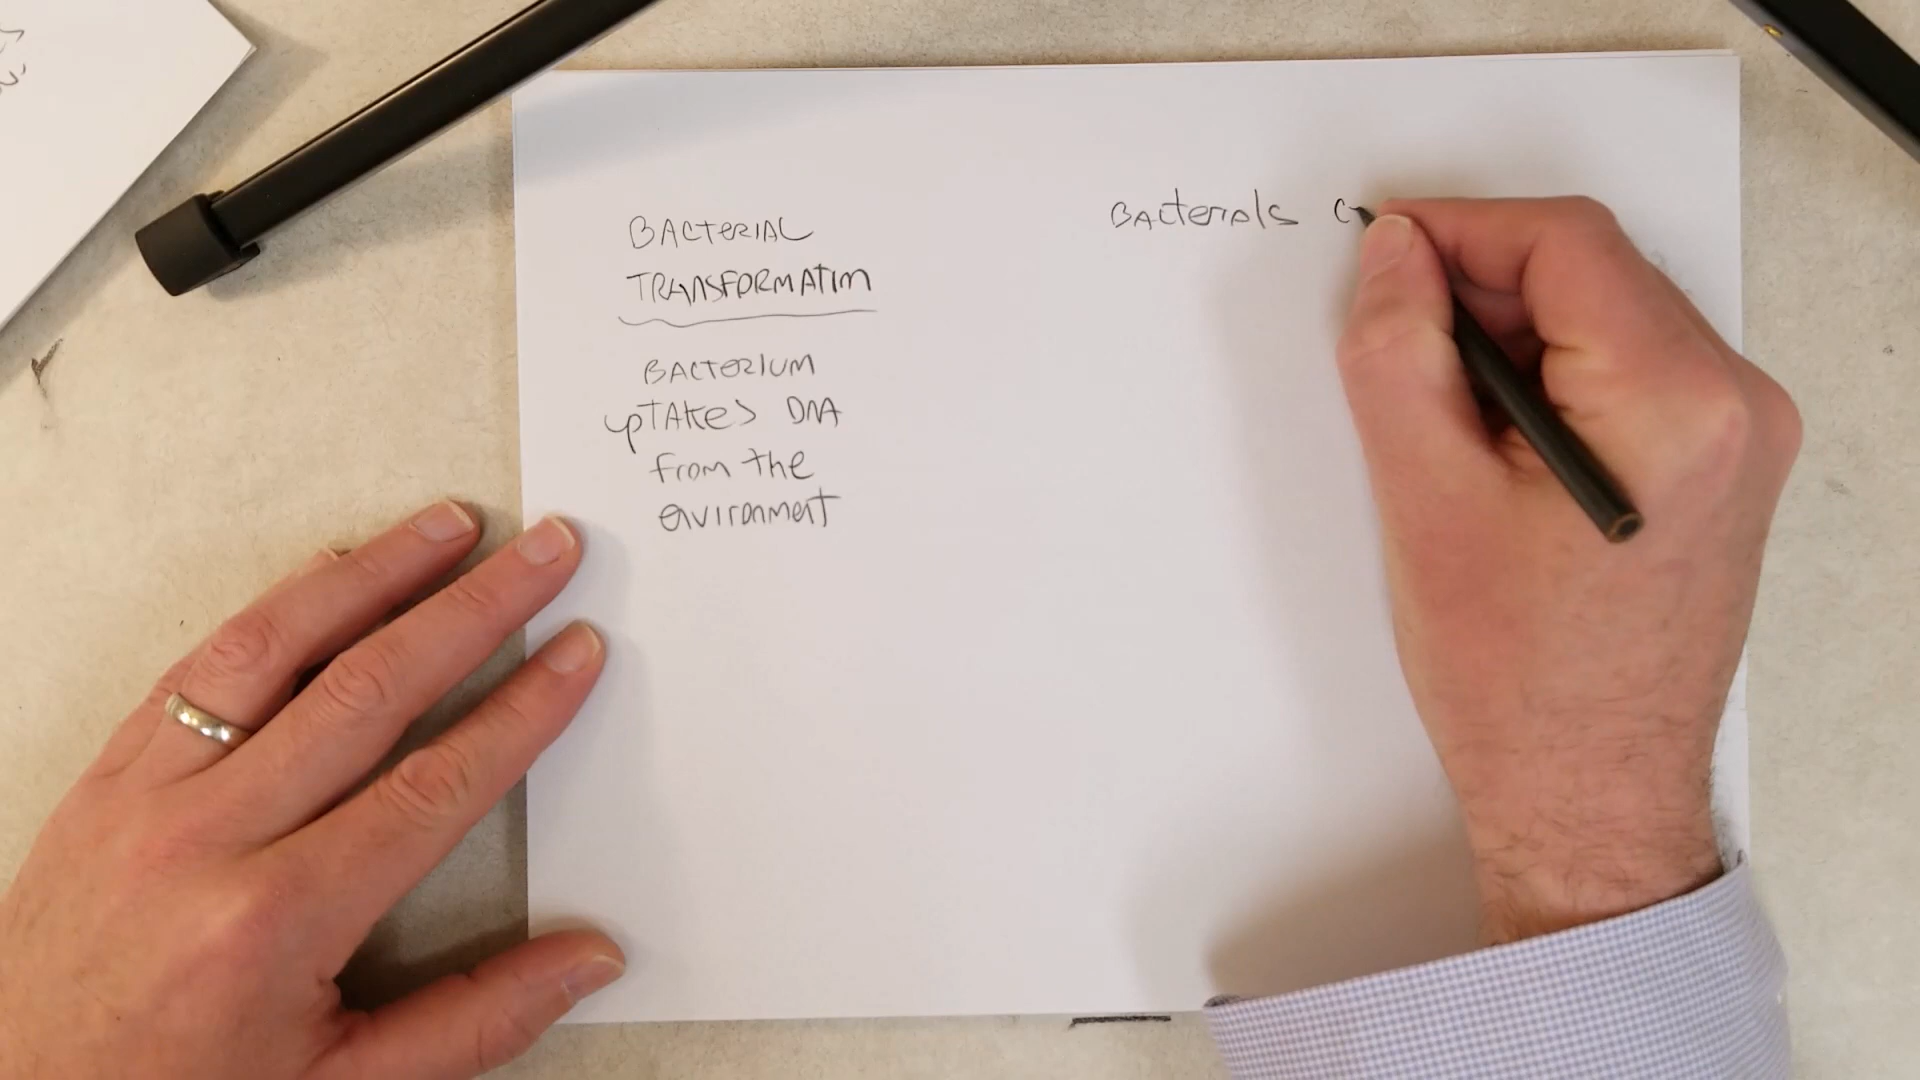 BACTERIAL
TRANSFORMATIM
BACTERIUM
upTAKES DNA
from the
environment
BActerials C